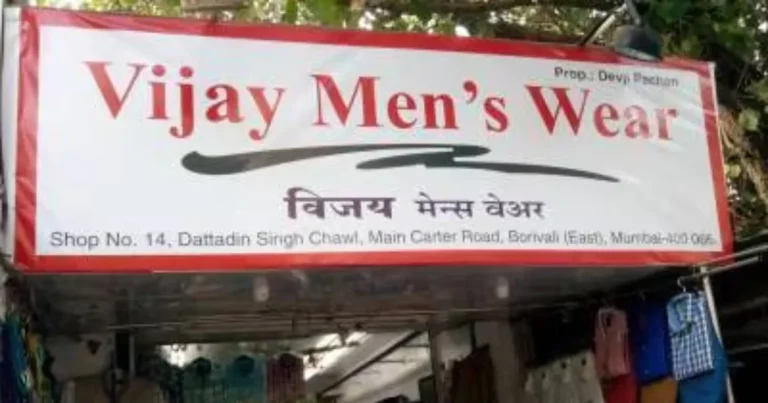 Prop.: Devji Pachan
Vijay Men's Wear
विजय मेन्स वेअर
Shop No. 14, Dattadin Singh Chawl, Main Carter Road, Borivali (East), Mumbai-400 066.